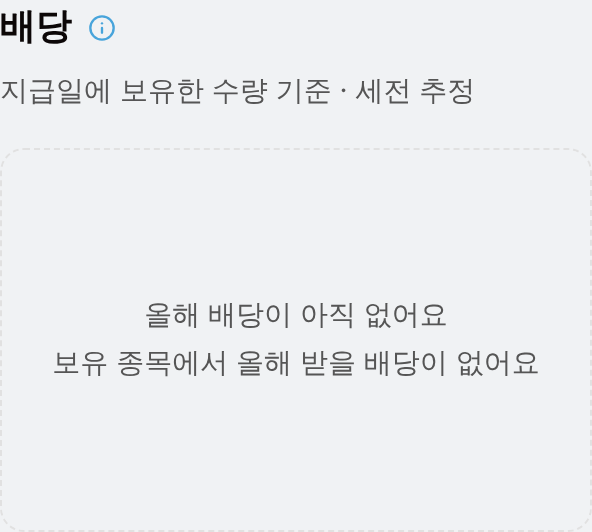 배당
지급일에 보유한 수량 기준 · 세전 추정
올해 배당이 아직 없어요
보유 종목에서 올해 받을 배당이 없어요